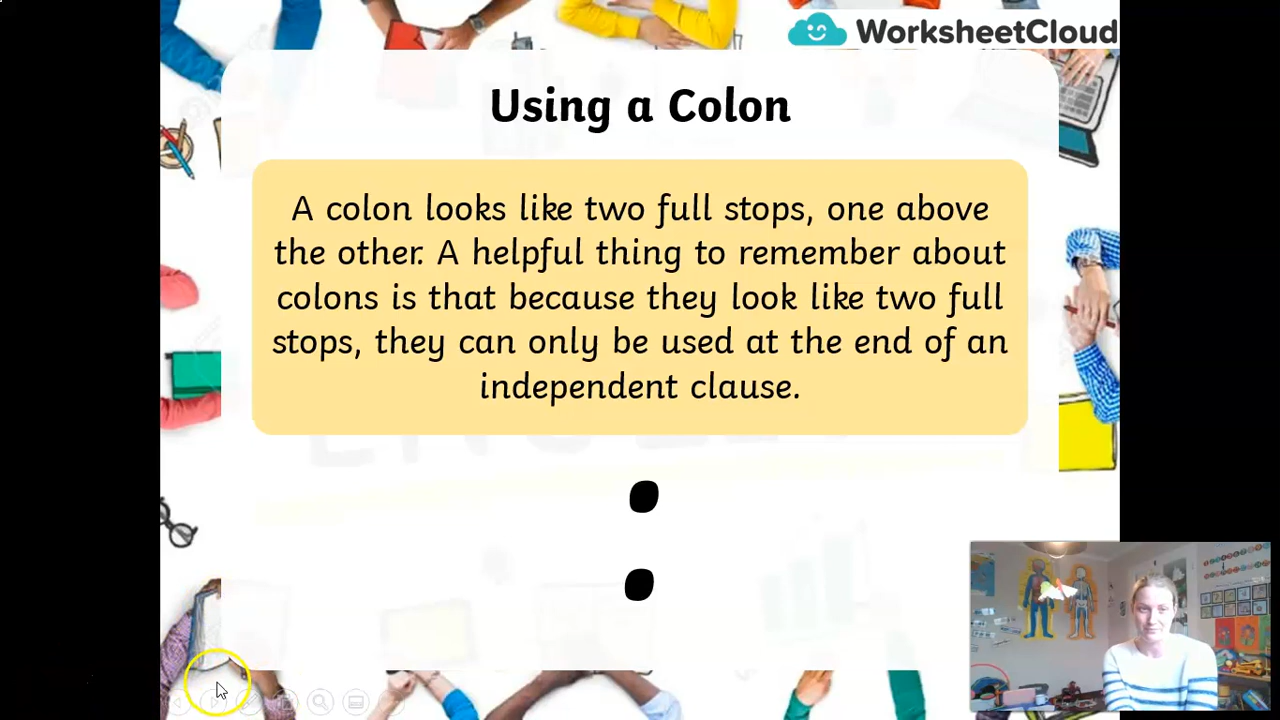 WorksheetCloud
Using a Colon
A colon looks like two full stops, one above
the other. A helpful thing to remember about
colons is that because they look like two full
stops, they can only be used at the end of an
independent clause.
: